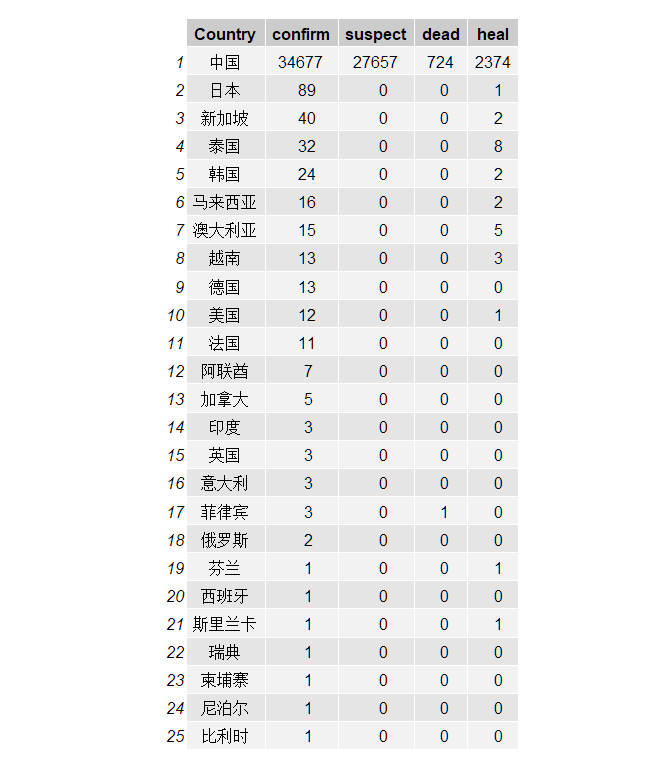 Country confirm suspect dead heal
1 中国 34677 27657 724 2374
2 日本 89 0 0 1
3 新加坡 40 0 0 2
4 泰国 32 0 0 8
5 韩国 24 0 0 2
6 马来西亚 16 0 0 2
7 澳大利亚 15 0 0 5
8 越南 13 0 0 3
9 德国 13 0 0 0
10 美国 12 0 0 1
11 法国 11 0 0 0
12 阿联酋 7 0 0 0
13 加拿大 5 0 0 0
14 印度 3 0 0 0
15 英国 3 0 0 0
16 意大利 3 0 0 0
17 菲律宾 3 0 1 0
18 俄罗斯 2 0 0 0
19 芬兰 1 0 0 1
20 西班牙 1 0 0 0
21 斯里兰卡 1 0 0 1
22 瑞典 1 0 0 0
23 柬埔寨 1 0 0 0
24 尼泊尔 1 0 0 0
25 比利时 1 0 0 0